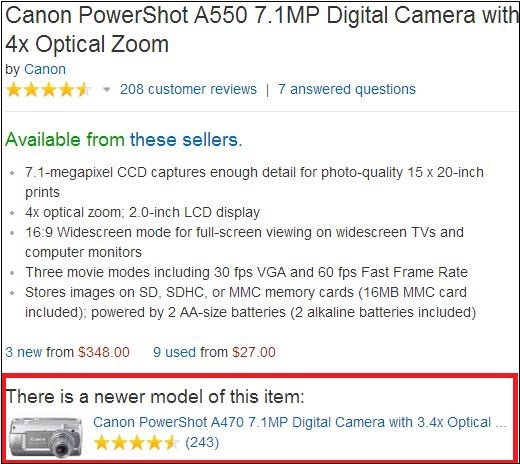 Canon PowerShot A550 7.1MP Digital Camera with
4x Optical Zoom
by Canon
208 customer reviews | 7 answered questions
Available from these sellers.
• 7.1-megapixel CCD captures enough detail for photo-quality 15 x 20-inch
prints
• 4x optical zoom; 2.0-inch LCD display
• 16:9 Widescreen mode for full-screen viewing on widescreen TVs and
computer monitors
• Three movie modes including 30 fps VGA and 60 fps Fast Frame Rate
• Stores images on SD, SDHC, or MMC memory cards (16MB MMC card
included); powered by 2 AA-size batteries (2 alkaline batteries included)
3 new from $348.00 9 used from $27.00
There is a newer model of this item:
Canon PowerShot A470 7.1MP Digital Camera with 3.4x Optical ...
(243)